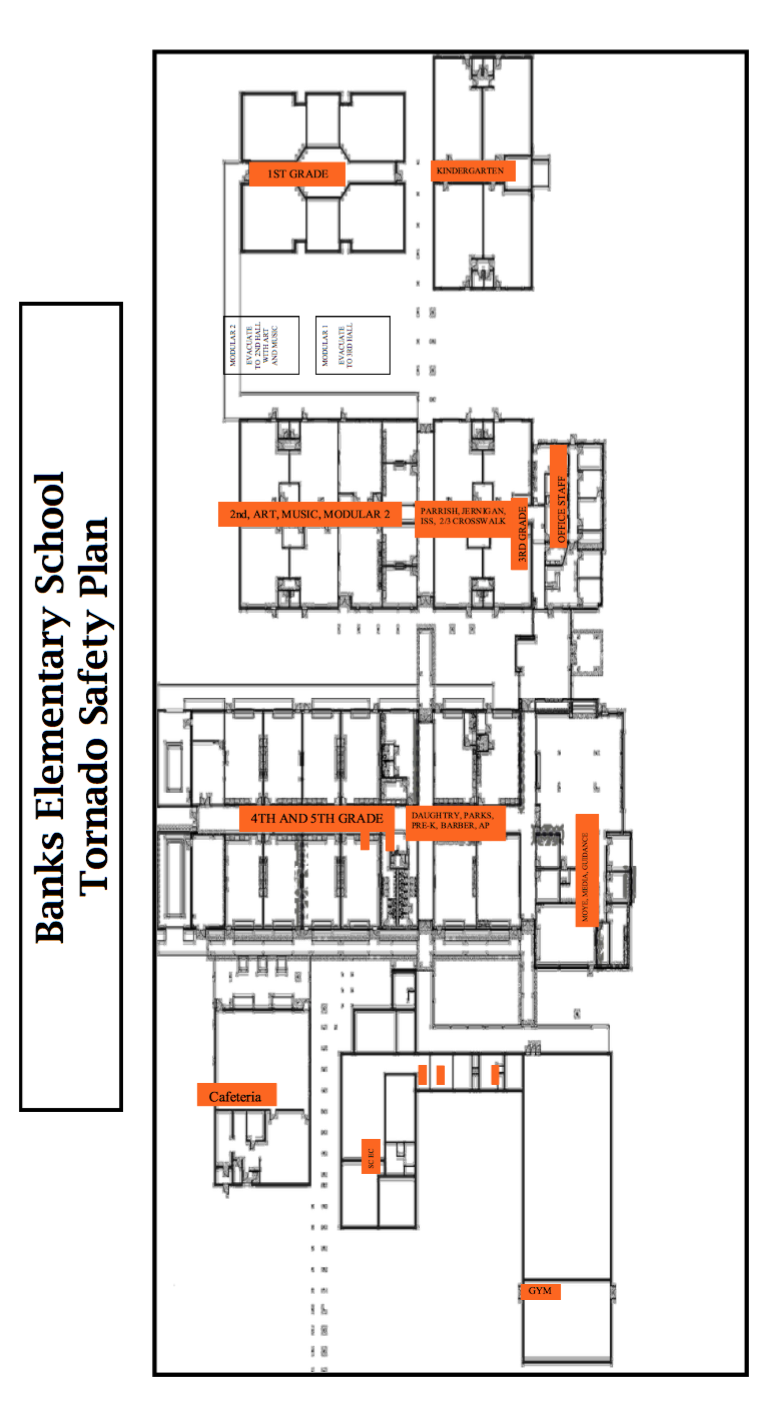 Banks Elementary School
Tornado Safety Plan
1ST GRADE
KINDERGARTEN
MODULAR 2
EVACUATE
TO 2ND HALL
WITH ART
AND MUSIC
MODULAR 1
EVACUATE
TO 3RD HALL
2nd, ART, MUSIC, MODULAR 2
PARRISH, JERNIGAN,
ISS, 2/3 CROSSWALK
3RD GRADE
OFFICE STAFF
4TH AND 5TH GRADE
DAUGHTRY, PARKS,
PRE-K, BARBER, AP
MOYE, MEDIA, GUIDANCE
Cafeteria
GYM